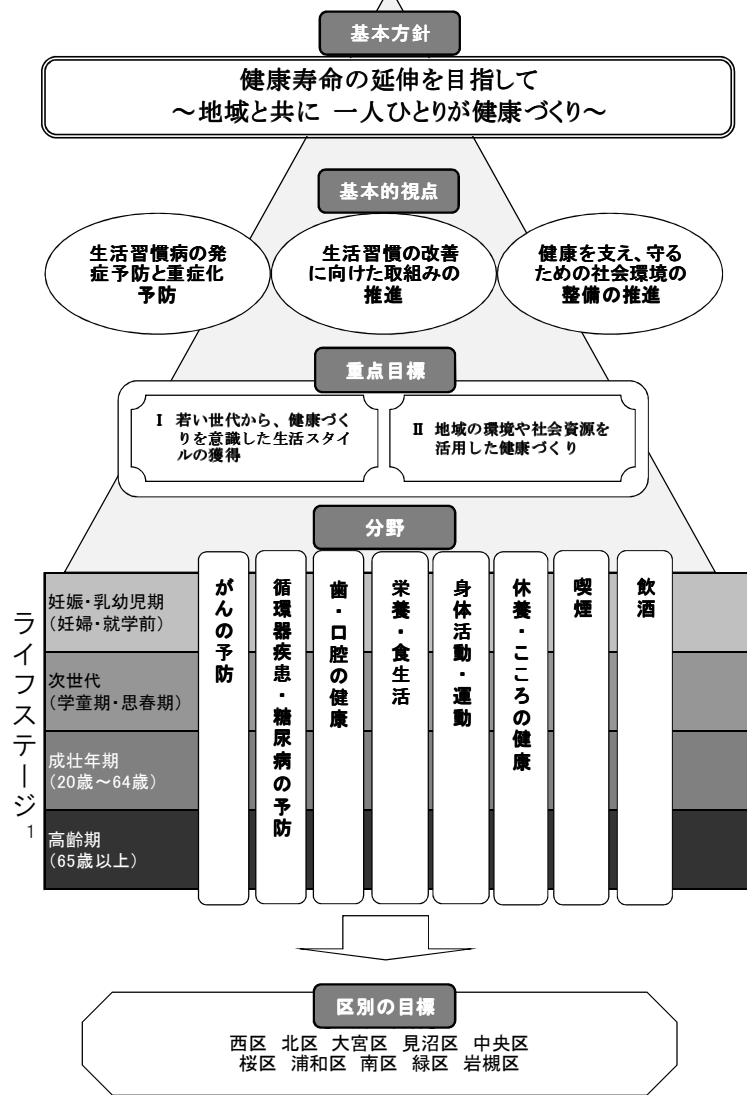 基本方針
健康寿命の延伸を目指して
~地域と共に 一人ひとりが健康づくり~
基本的視点
生活習慣病の発
症予防と重症化
予防
生活習慣の改善
に向けた取組みの
推進
健康を支え、守る
ための社会環境の
整備の推進
重点目標
Ⅰ 若い世代から、健康づく
りを意識した生活スタイ
ルの獲得
Ⅱ 地域の環境や社会資源を
活用した健康づくり
分野
ライフステージ1
妊娠・乳幼児期
(妊婦・就学前)
次世代
(学童期・思春期)
成壮年期
(20歳~64歳)
高齢期
(65歳以上)
がんの予防
循環器疾患・糖尿病の予防
歯・口腔の健康
栄養・食生活
身体活動・運動
休養・こころの健康
喫煙
飲酒
区別の目標
西区 北区 大宮区 見沼区 中央区
桜区 浦和区 南区 緑区 岩槻区